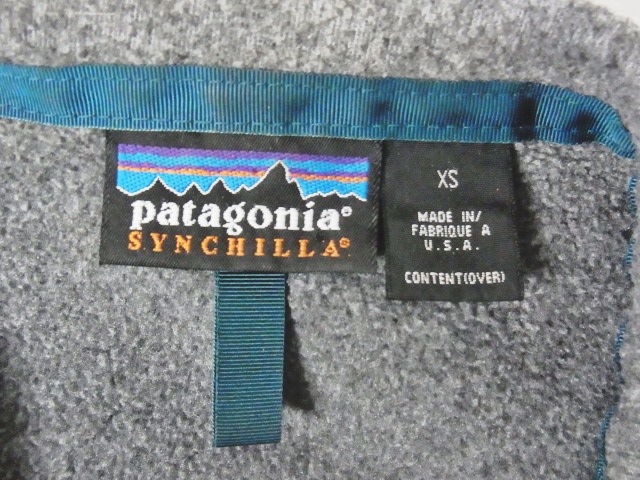 patagonia®
SYNCHILLA®
XS
MADE IN/
FABRIQUE A
U.S.A.
CONTENT(OVER)